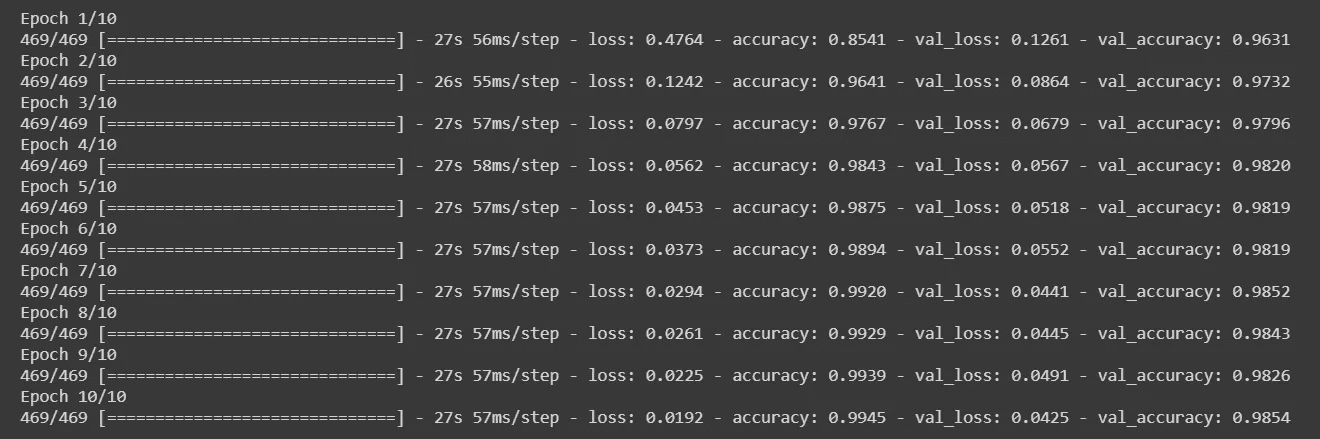 Epoch 1/10
469/469 [==============================] - 27s 56ms/step - loss: 0.4764 - accuracy: 0.8541 - val_loss: 0.1261 - val_accuracy: 0.9631
Epoch 2/10
469/469 [==============================] - 26s 55ms/step - loss: 0.1242 - accuracy: 0.9641 - val_loss: 0.0864 - val_accuracy: 0.9732
Epoch 3/10
469/469 [==============================] - 27s 57ms/step - loss: 0.0797 - accuracy: 0.9767 - val_loss: 0.0679 - val_accuracy: 0.9796
Epoch 4/10
469/469 [==============================] - 27s 58ms/step - loss: 0.0562 - accuracy: 0.9843 - val_loss: 0.0567 - val_accuracy: 0.9820
Epoch 5/10
469/469 [==============================] - 27s 57ms/step - loss: 0.0453 - accuracy: 0.9875 - val_loss: 0.0518 - val_accuracy: 0.9819
Epoch 6/10
469/469 [==============================] - 27s 57ms/step - loss: 0.0373 - accuracy: 0.9894 - val_loss: 0.0552 - val_accuracy: 0.9819
Epoch 7/10
469/469 [==============================] - 27s 57ms/step - loss: 0.0294 - accuracy: 0.9920 - val_loss: 0.0441 - val_accuracy: 0.9852
Epoch 8/10
469/469 [==============================] - 27s 57ms/step - loss: 0.0261 - accuracy: 0.9929 - val_loss: 0.0445 - val_accuracy: 0.9843
Epoch 9/10
469/469 [==============================] - 27s 57ms/step - loss: 0.0225 - accuracy: 0.9939 - val_loss: 0.0491 - val_accuracy: 0.9826
Epoch 10/10
469/469 [==============================] - 27s 57ms/step - loss: 0.0192 - accuracy: 0.9945 - val_loss: 0.0425 - val_accuracy: 0.9854